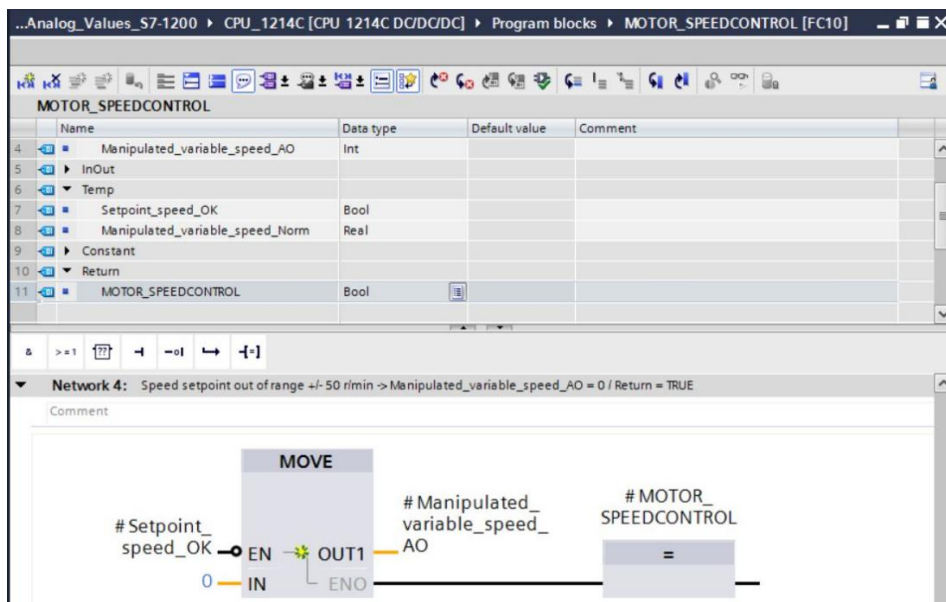 ...Analog_Values_S7-1200 ▸ CPU_1214C [CPU 1214C DC/DC/DC] ▸ Program blocks ▸ MOTOR_SPEEDCONTROL [FC10]
MOTOR_SPEEDCONTROL
Name Data type Default value Comment
4 Manipulated_variable_speed_AO Int
5 InOut
6 Temp
7 Setpoint_speed_OK Bool
8 Manipulated_variable_speed_Norm Real
9 Constant
10 Return
11 MOTOR_SPEEDCONTROL Bool
& >=1 [??] ⊣ -o| ↦ -[=]
Network 4: Speed setpoint out of range +/- 50 r/min -> Manipulated_variable_speed_AO = 0 / Return = TRUE
Comment
MOVE
#Setpoint_
speed_OK
EN
0
IN
OUT1
ENO
#Manipulated_
variable_speed_
AO
#MOTOR_
SPEEDCONTROL
=